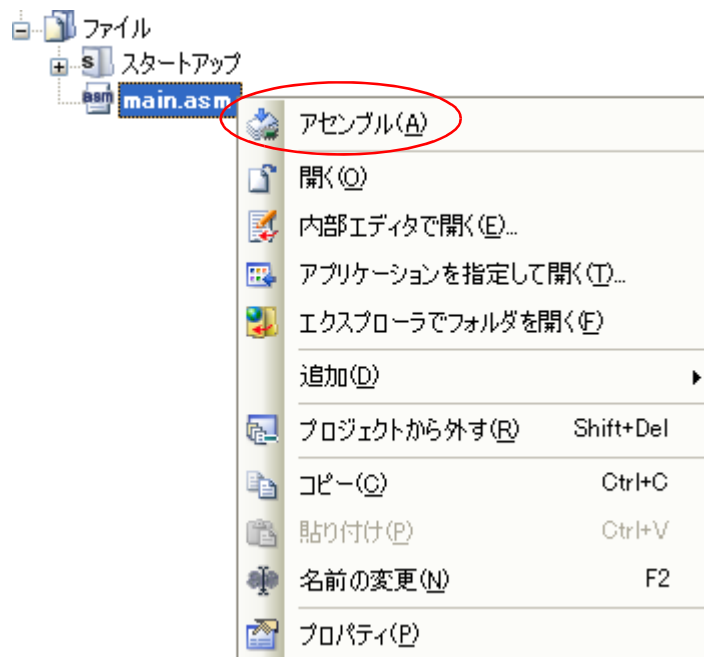 ファイル
スタートアップ
main.asm
アセンブル(A)
開く(O)
内部エディタで開く(E)...
アプリケーションを指定して開く(T)...
エクスプローラでフォルダを開く(F)
追加(D)
プロジェクトから外す(R) Shift+Del
コピー(C) Ctrl+C
貼り付け(P) Ctrl+V
名前の変更(N) F2
プロパティ(P)